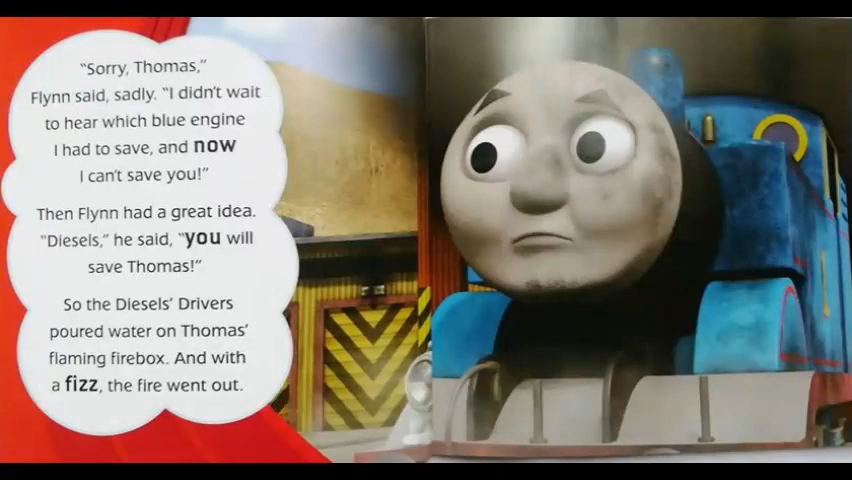 “Sorry, Thomas,”
Flynn said, sadly. “I didn’t wait
to hear which blue engine
I had to save, and now
I can’t save you!”
Then Flynn had a great idea.
“Diesels,” he said, “you will
save Thomas!”
So the Diesels’ Drivers
poured water on Thomas’
flaming firebox. And with
a fizz, the fire went out.